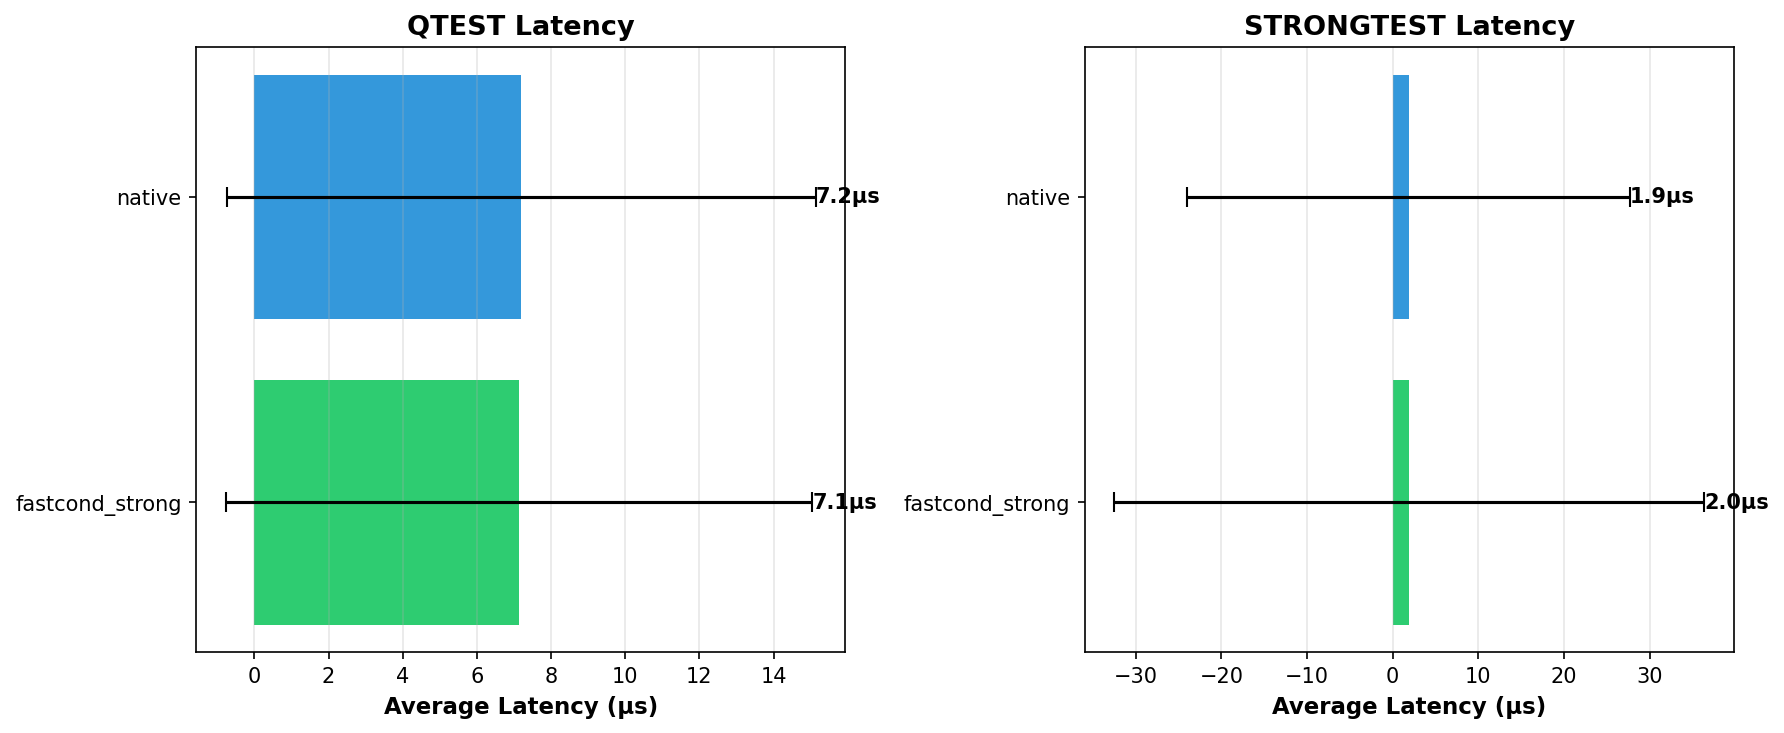 QTEST Latency
native
fastcond_strong
7.2µs
7.1µs
0 2 4 6 8 10 12 14
Average Latency (µs)
STRONGTEST Latency
native
fastcond_strong
1.9µs
2.0µs
−30 −20 −10 0 10 20 30
Average Latency (µs)